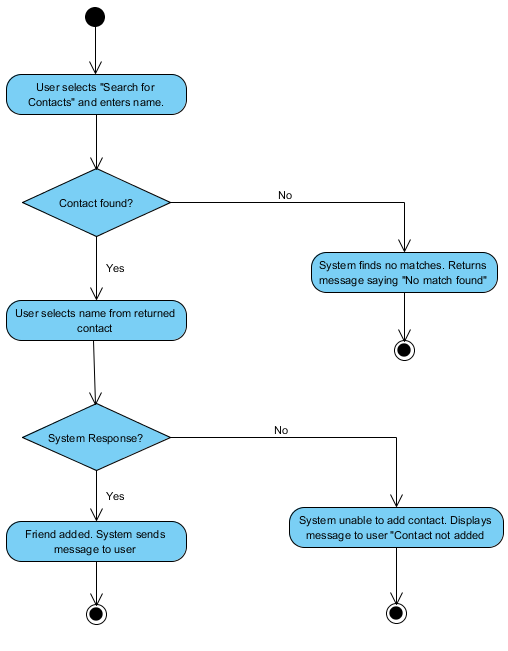 User selects "Search for
Contacts" and enters name.
Contact found?
No
Yes
System finds no matches. Returns
message saying "No match found"
User selects name from returned
contact
System Response?
No
Yes
System unable to add contact. Displays
message to user "Contact not added
Friend added. System sends
message to user